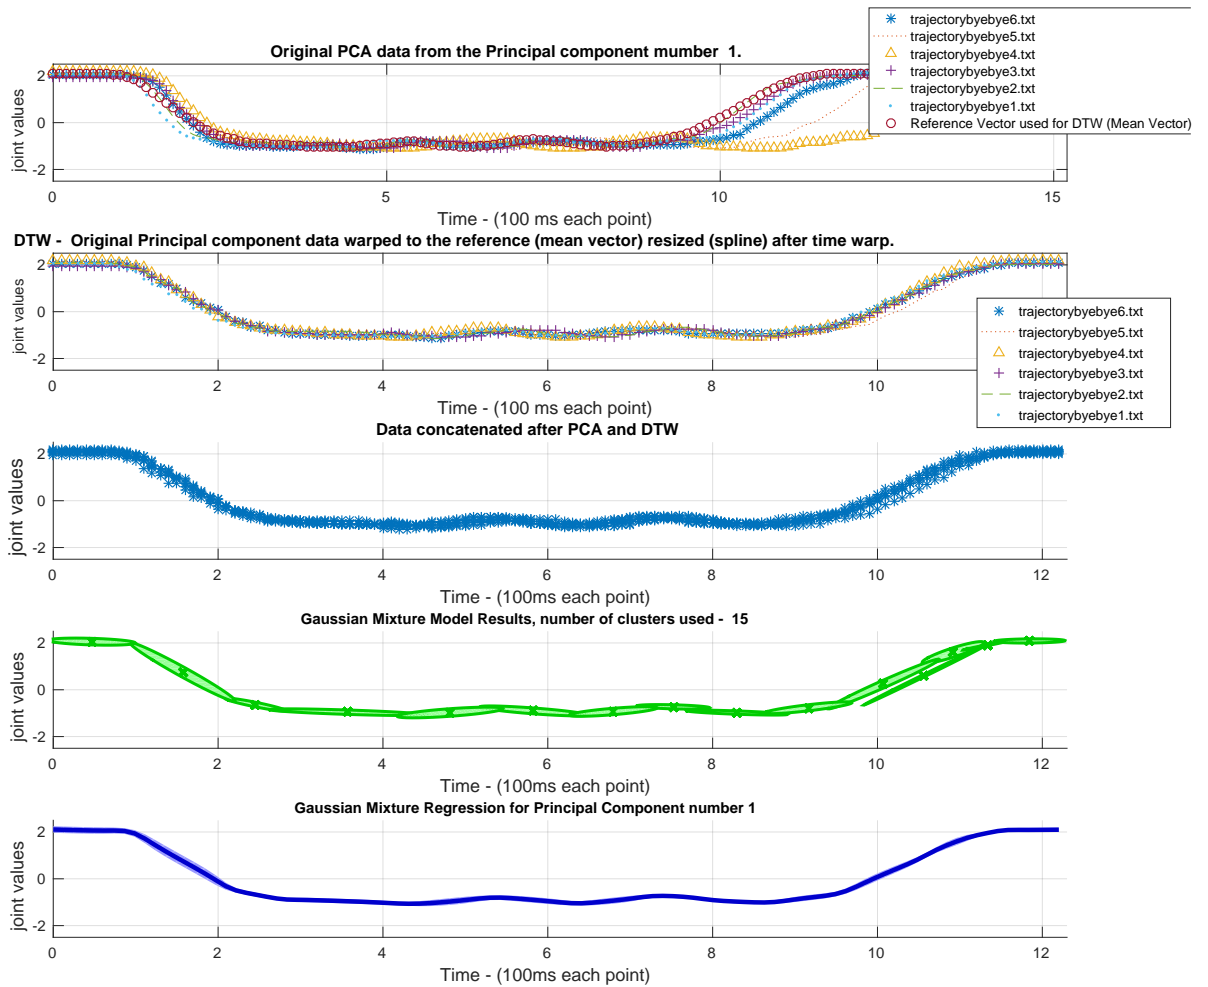 Original PCA data from the Principal component mumber 1.
trajectorybyebye6.txt
trajectorybyebye5.txt
trajectorybyebye4.txt
trajectorybyebye3.txt
trajectorybyebye2.txt
trajectorybyebye1.txt
Reference Vector used for DTW (Mean Vector)
joint values
2
0
-2
0 5 10 15
Time - (100 ms each point)
DTW - Original Principal component data warped to the reference (mean vector) resized (spline) after time warp.
joint values
2
0
-2
trajectorybyebye6.txt
trajectorybyebye5.txt
trajectorybyebye4.txt
trajectorybyebye3.txt
trajectorybyebye2.txt
trajectorybyebye1.txt
0 2 4 6 8 10
Time - (100 ms each point)
Data concatenated after PCA and DTW
joint values
2
0
-2
0 2 4 6 8 10 12
Time - (100ms each point)
Gaussian Mixture Model Results, number of clusters used - 15
joint values
2
0
-2
0 2 4 6 8 10 12
Time - (100ms each point)
Gaussian Mixture Regression for Principal Component number 1
joint values
2
0
-2
0 2 4 6 8 10 12
Time - (100ms each point)